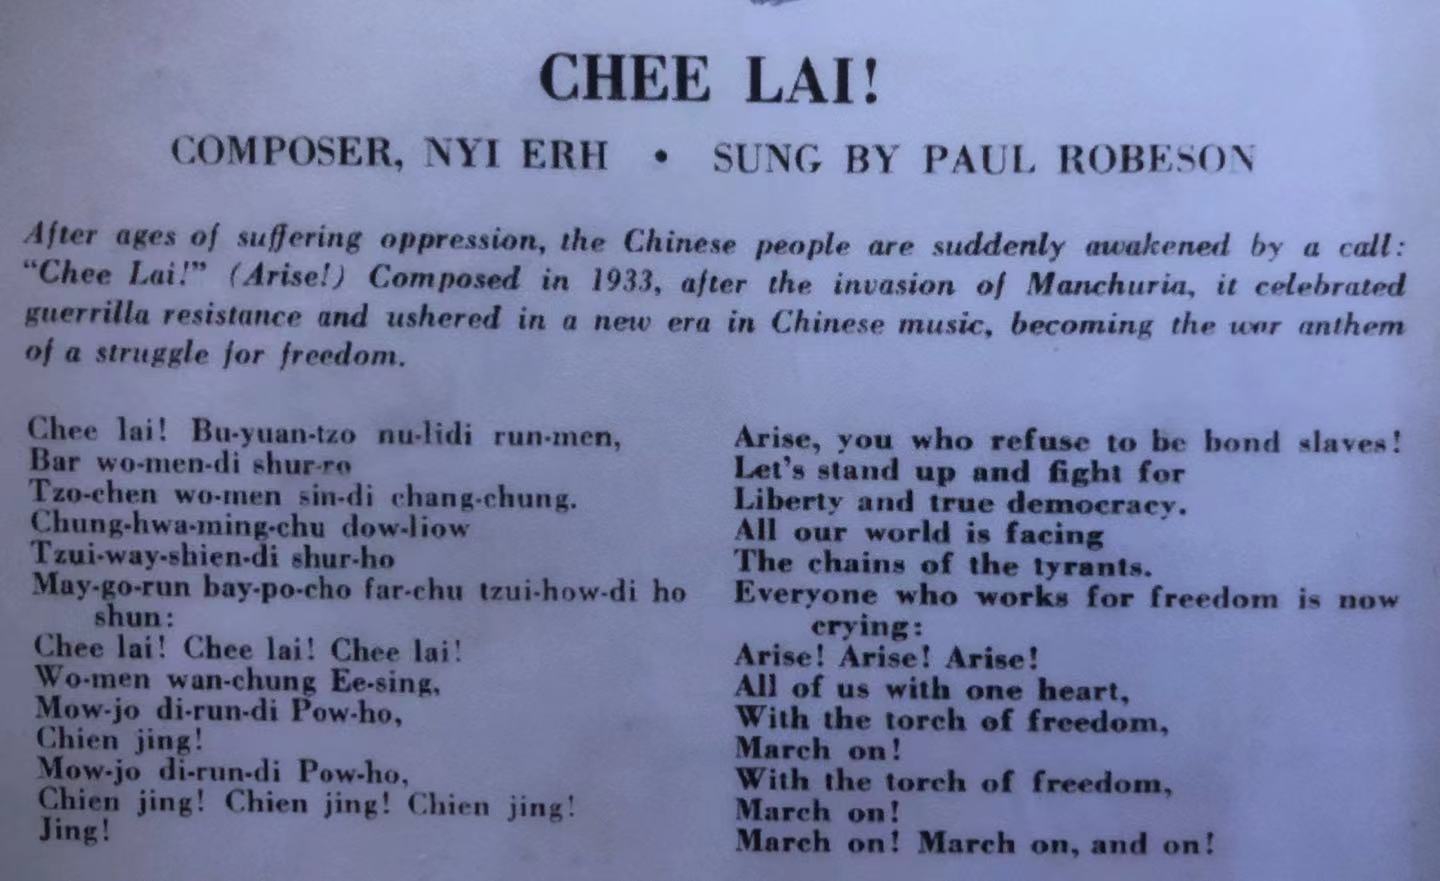 CHEE LAI!
COMPOSER, NYI ERH • SUNG BY PAUL ROBESON
After ages of suffering oppression, the Chinese people are suddenly awakened by a call:
“Chee Lai!” (Arise!) Composed in 1933, after the invasion of Manchuria, it celebrated
guerrilla resistance and ushered in a new era in Chinese music, becoming the war anthem
of a struggle for freedom.
Chee lai! Bu-yuan-tzo nu-lidi run-men,
Bar wo-men-di shur-ro
Tzo-chen wo-men sin-di chang-chung.
Chung-hwa-ming-chu dow-liow
Tzui-way-shien-di shur-ho
May-go-run bay-po-cho far-chu tzui-how-di ho
shun:
Chee lai! Chee lai! Chee lai!
Wo-men wan-chung Ee-sing,
Mow-jo di-run-di Pow-ho,
Chien jing!
Mow-jo di-run-di Pow-ho,
Chien jing! Chien jing! Chien jing!
Jing!
Arise, you who refuse to be bond slaves!
Let's stand up and fight for
Liberty and true democracy.
All our world is facing
The chains of the tyrants.
Everyone who works for freedom is now
crying:
Arise! Arise! Arise!
All of us with one heart,
With the torch of freedom,
March on!
With the torch of freedom,
March on!
March on! March on, and on!